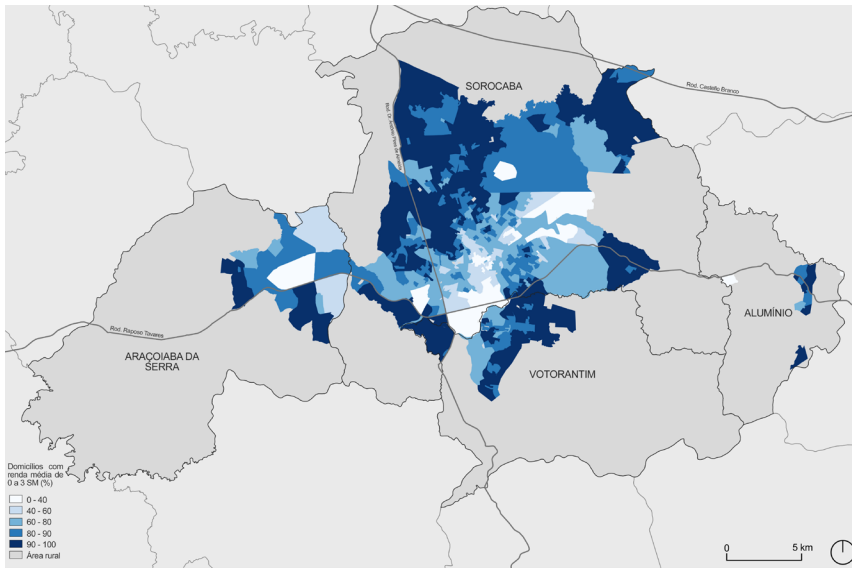 SOROCABA
Rod. Castello Branco
Rod. Raposo Tavares
ARAÇOIABA DA
SERRA
ALUMÍNIO
VOTORANTIM
Domicílios com
renda média de
0 a 3 SM (%)
0 - 40
40 - 60
60 - 80
80 - 90
90 - 100
Área rural
0
5 km